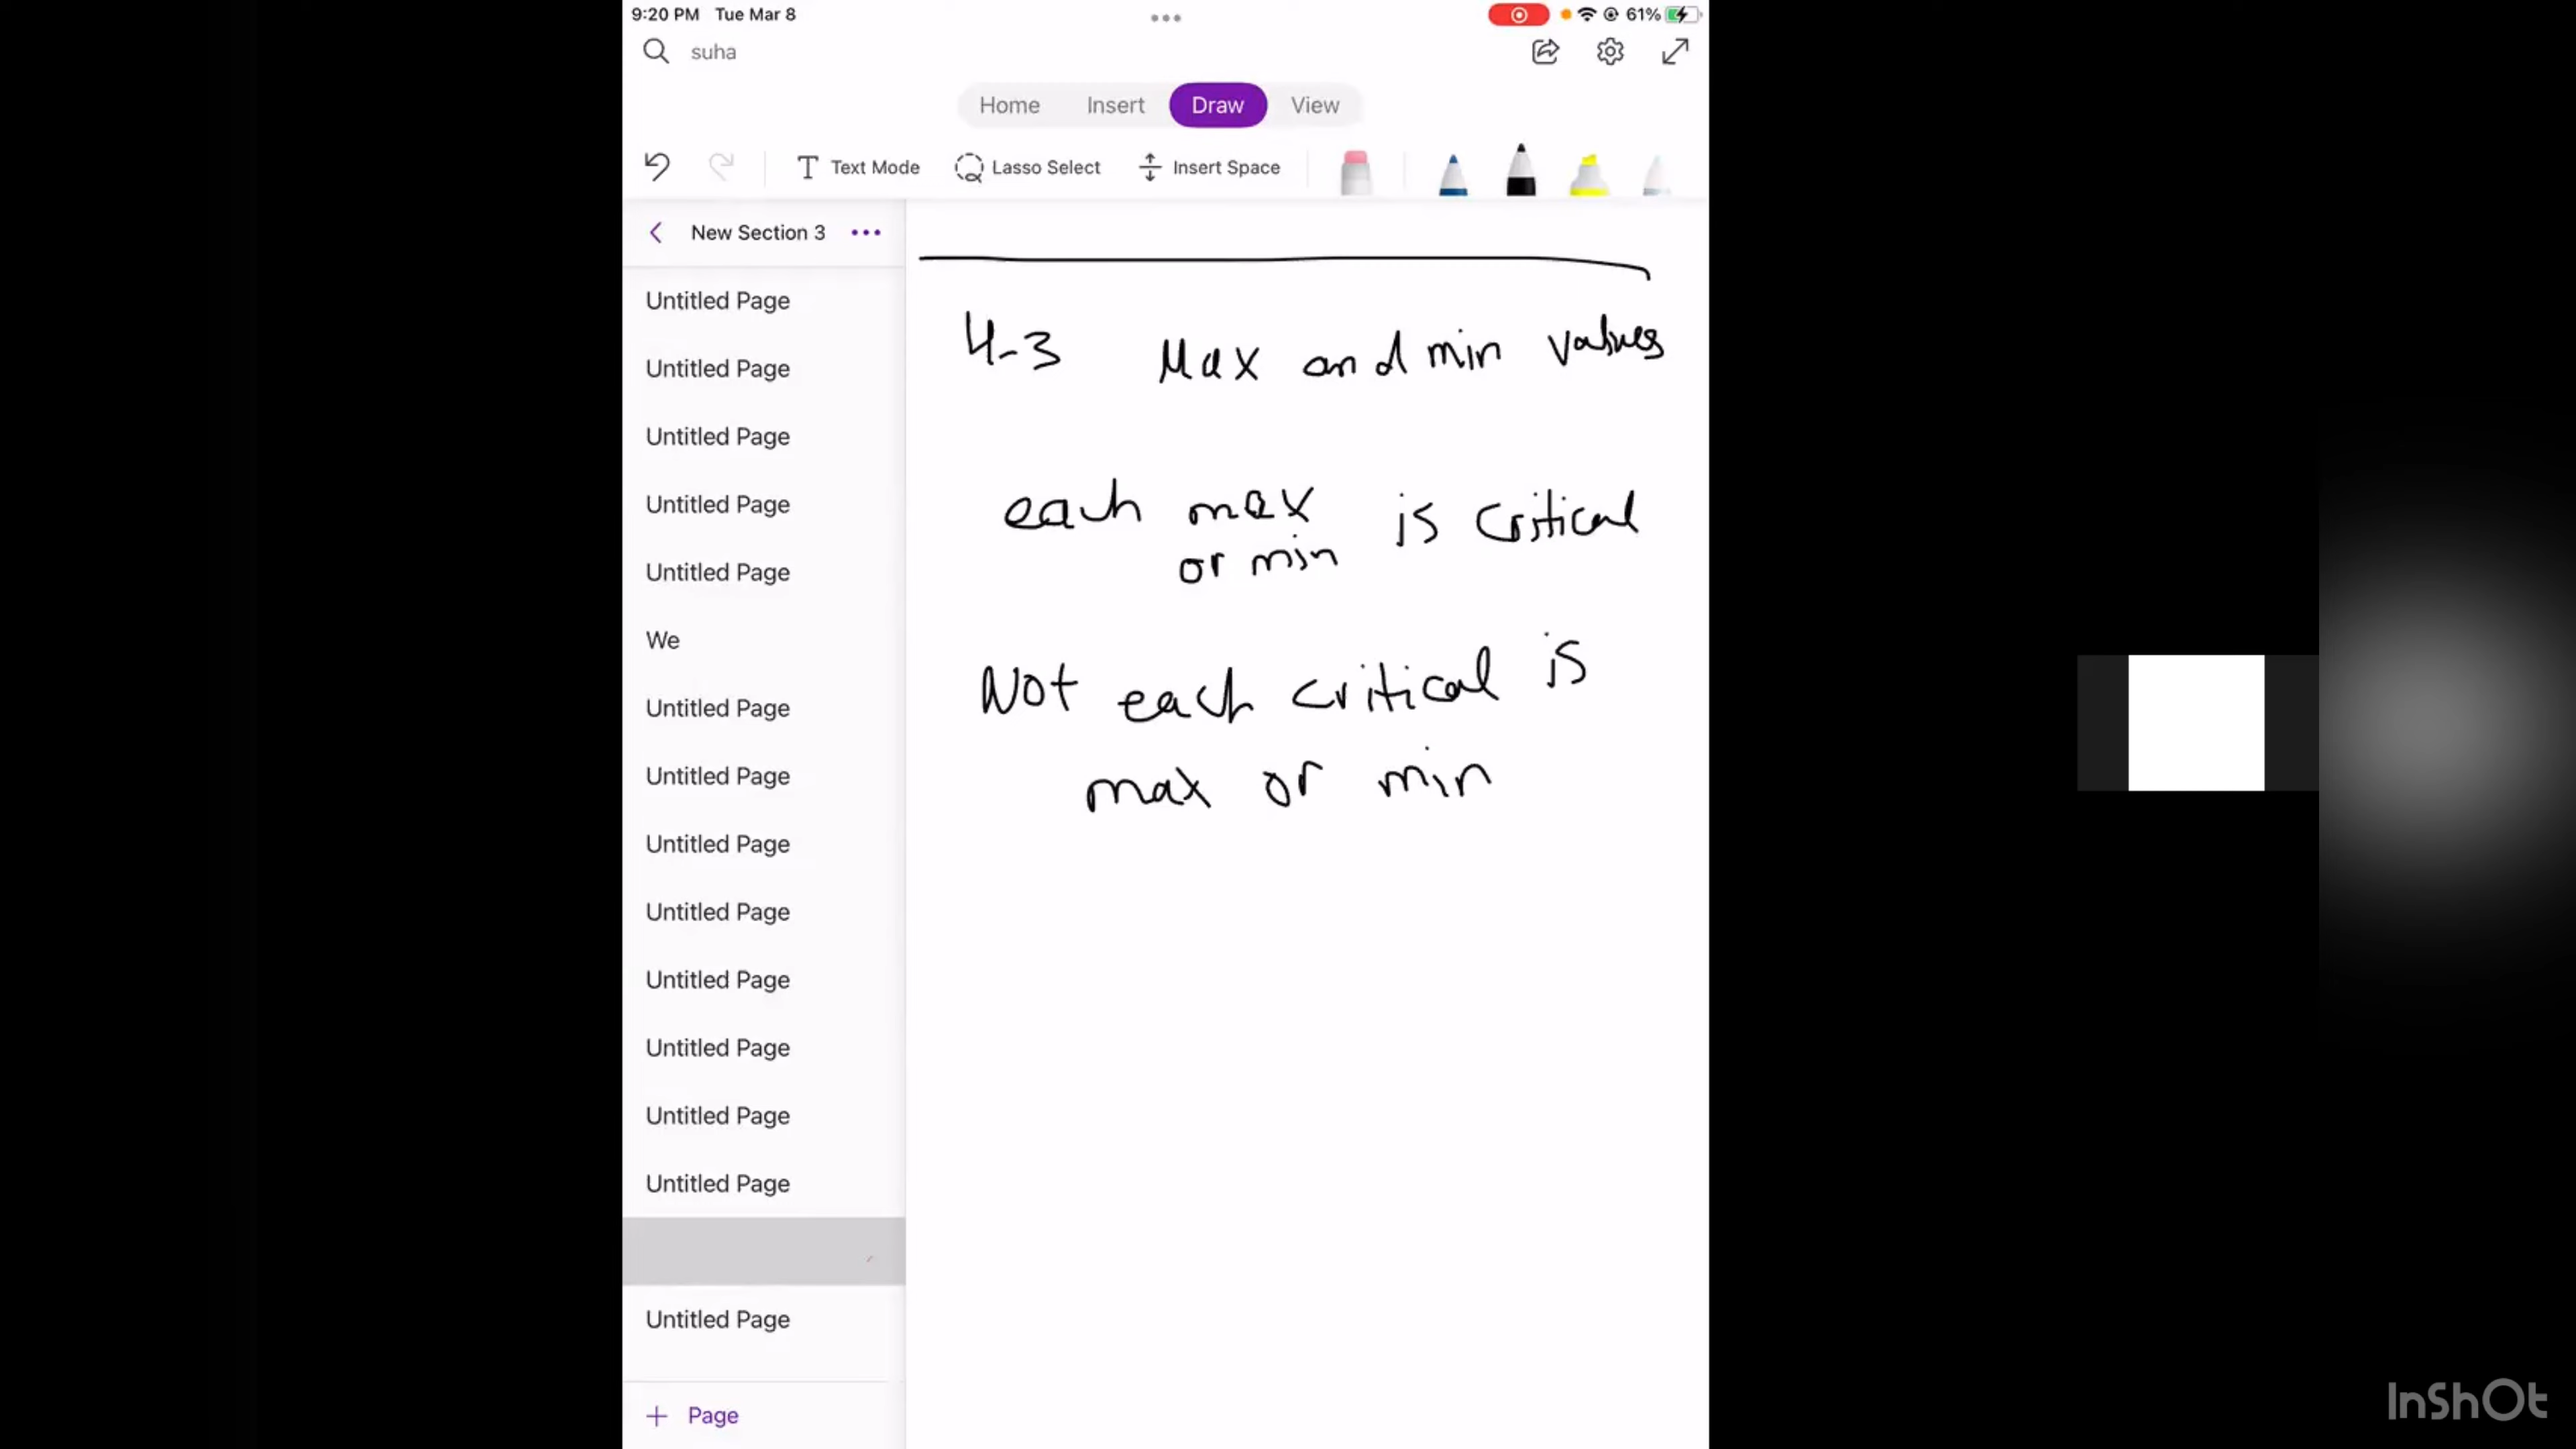 9:20 PM Tue Mar 8
61%
suha
Home Insert Draw View
Text Mode Lasso Select Insert Space
New Section 3
Untitled Page
Untitled Page
Untitled Page
Untitled Page
Untitled Page
We
Untitled Page
Untitled Page
Untitled Page
Untitled Page
Untitled Page
Untitled Page
Untitled Page
Untitled Page
Untitled Page
+ Page
4-3 Max and min values
each max is critical
or min
Not each critical is
max or min
InShOt